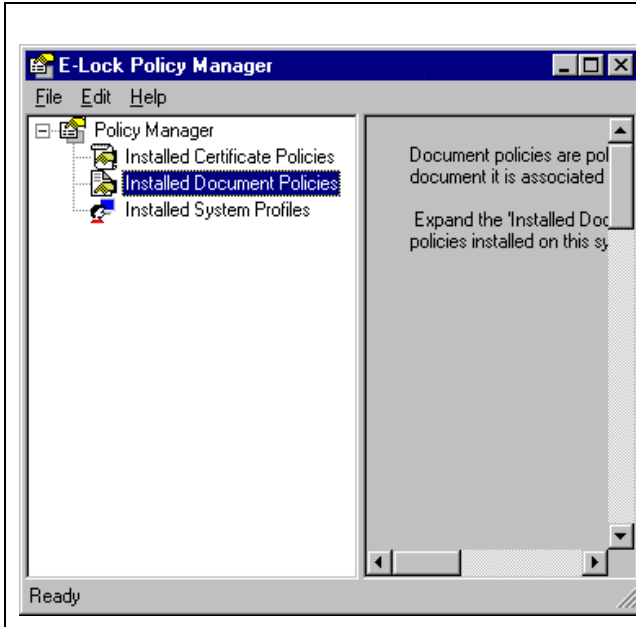 E-Lock Policy Manager
File Edit Help
Policy Manager
Installed Certificate Policies
Installed Document Policies
Installed System Profiles
Document policies are pol
document it is associated
Expand the 'Installed Doc
policies installed on this sy
Ready